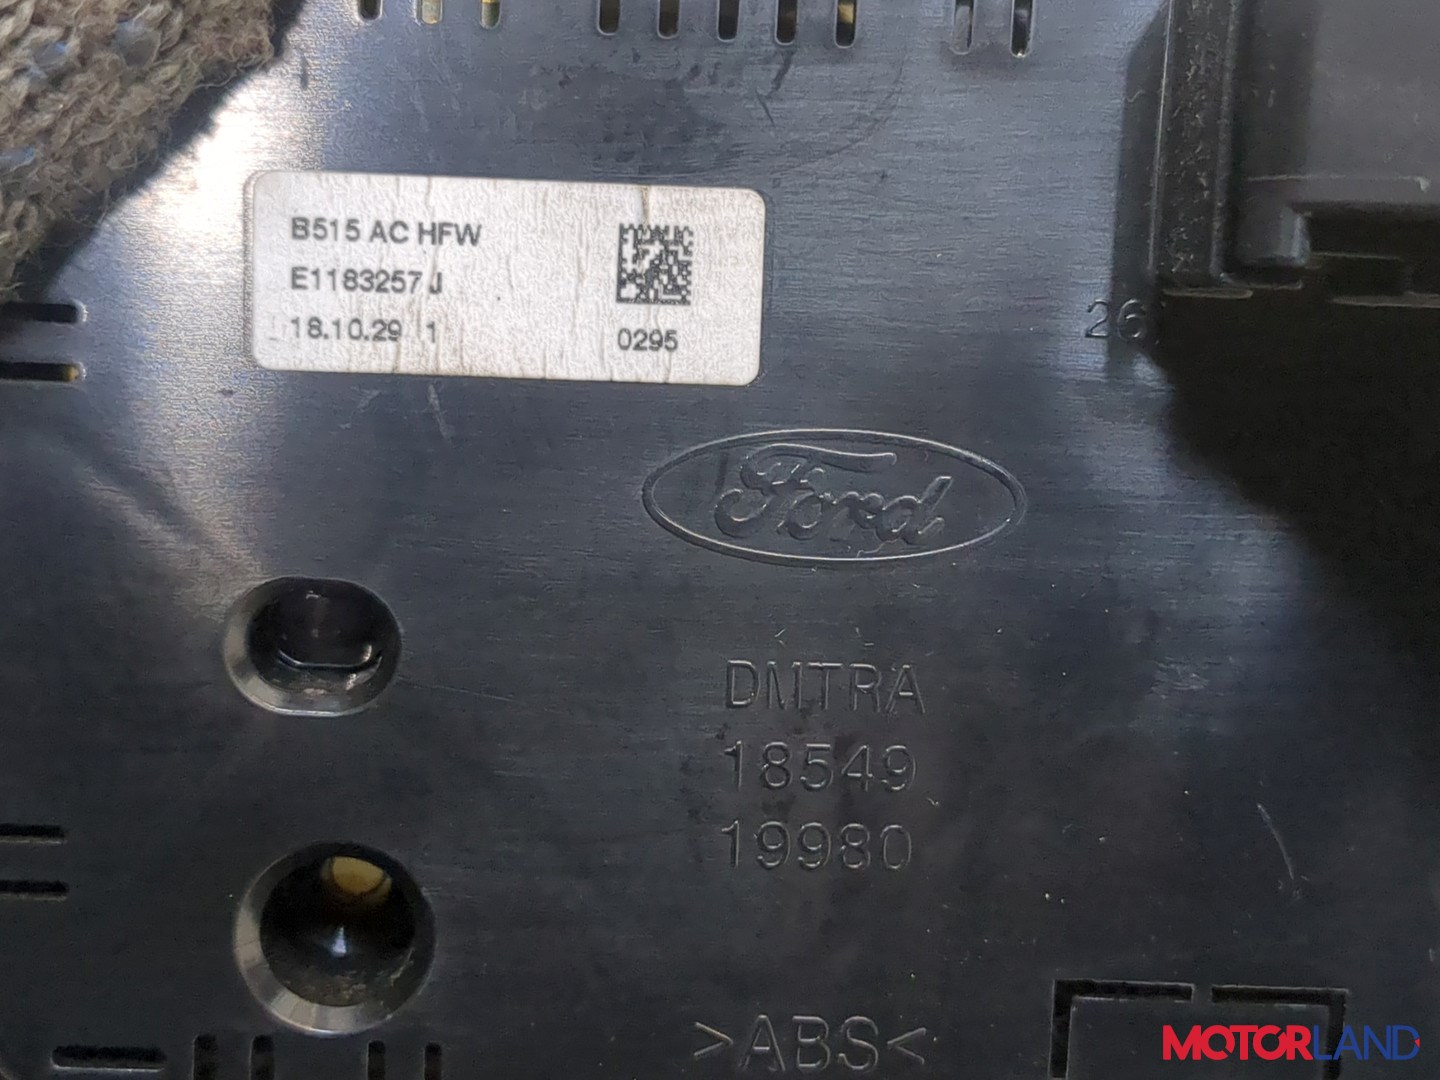 B515 AC HFW
E1183257 J
18.10.29 1
0295
26
Ford
DMTRA
18549
19980
>ABS<
MOTORLAND